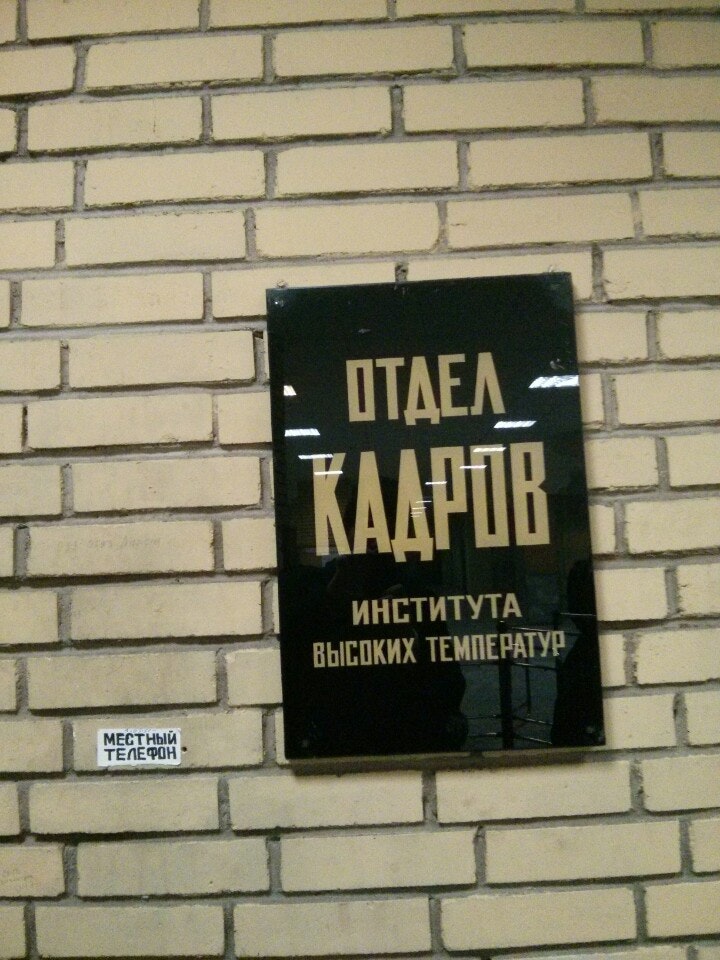 ОТДЕЛ
КАДРОВ
ИНСТИТУТА
ВЫСОКИХ ТЕМПЕРАТУР
МЕСТНЫЙ
ТЕЛЕФОН